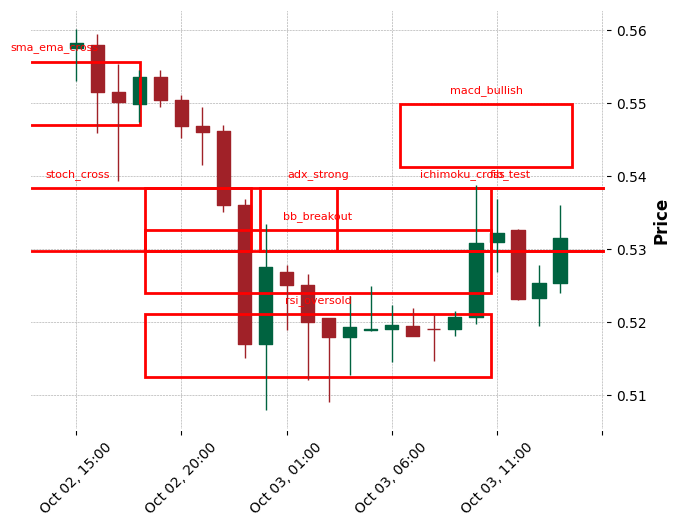 0.56
sma_ema_cross
0.55
macd_bullish
0.54
stoch_cross
adx_strong
ichimoku_cross
fib_test
bb_breakout
0.53
Price
rsi_oversold
0.52
0.51
Oct 02, 15:00
Oct 02, 20:00
Oct 03, 01:00
Oct 03, 06:00
Oct 03, 11:00